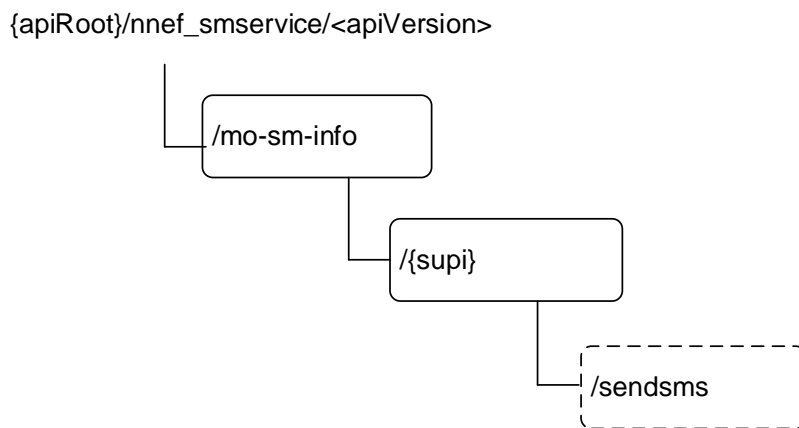 {apiRoot}/nnef_smservice/<apiVersion>
/mo-sm-info
/{supi}
/sendsms